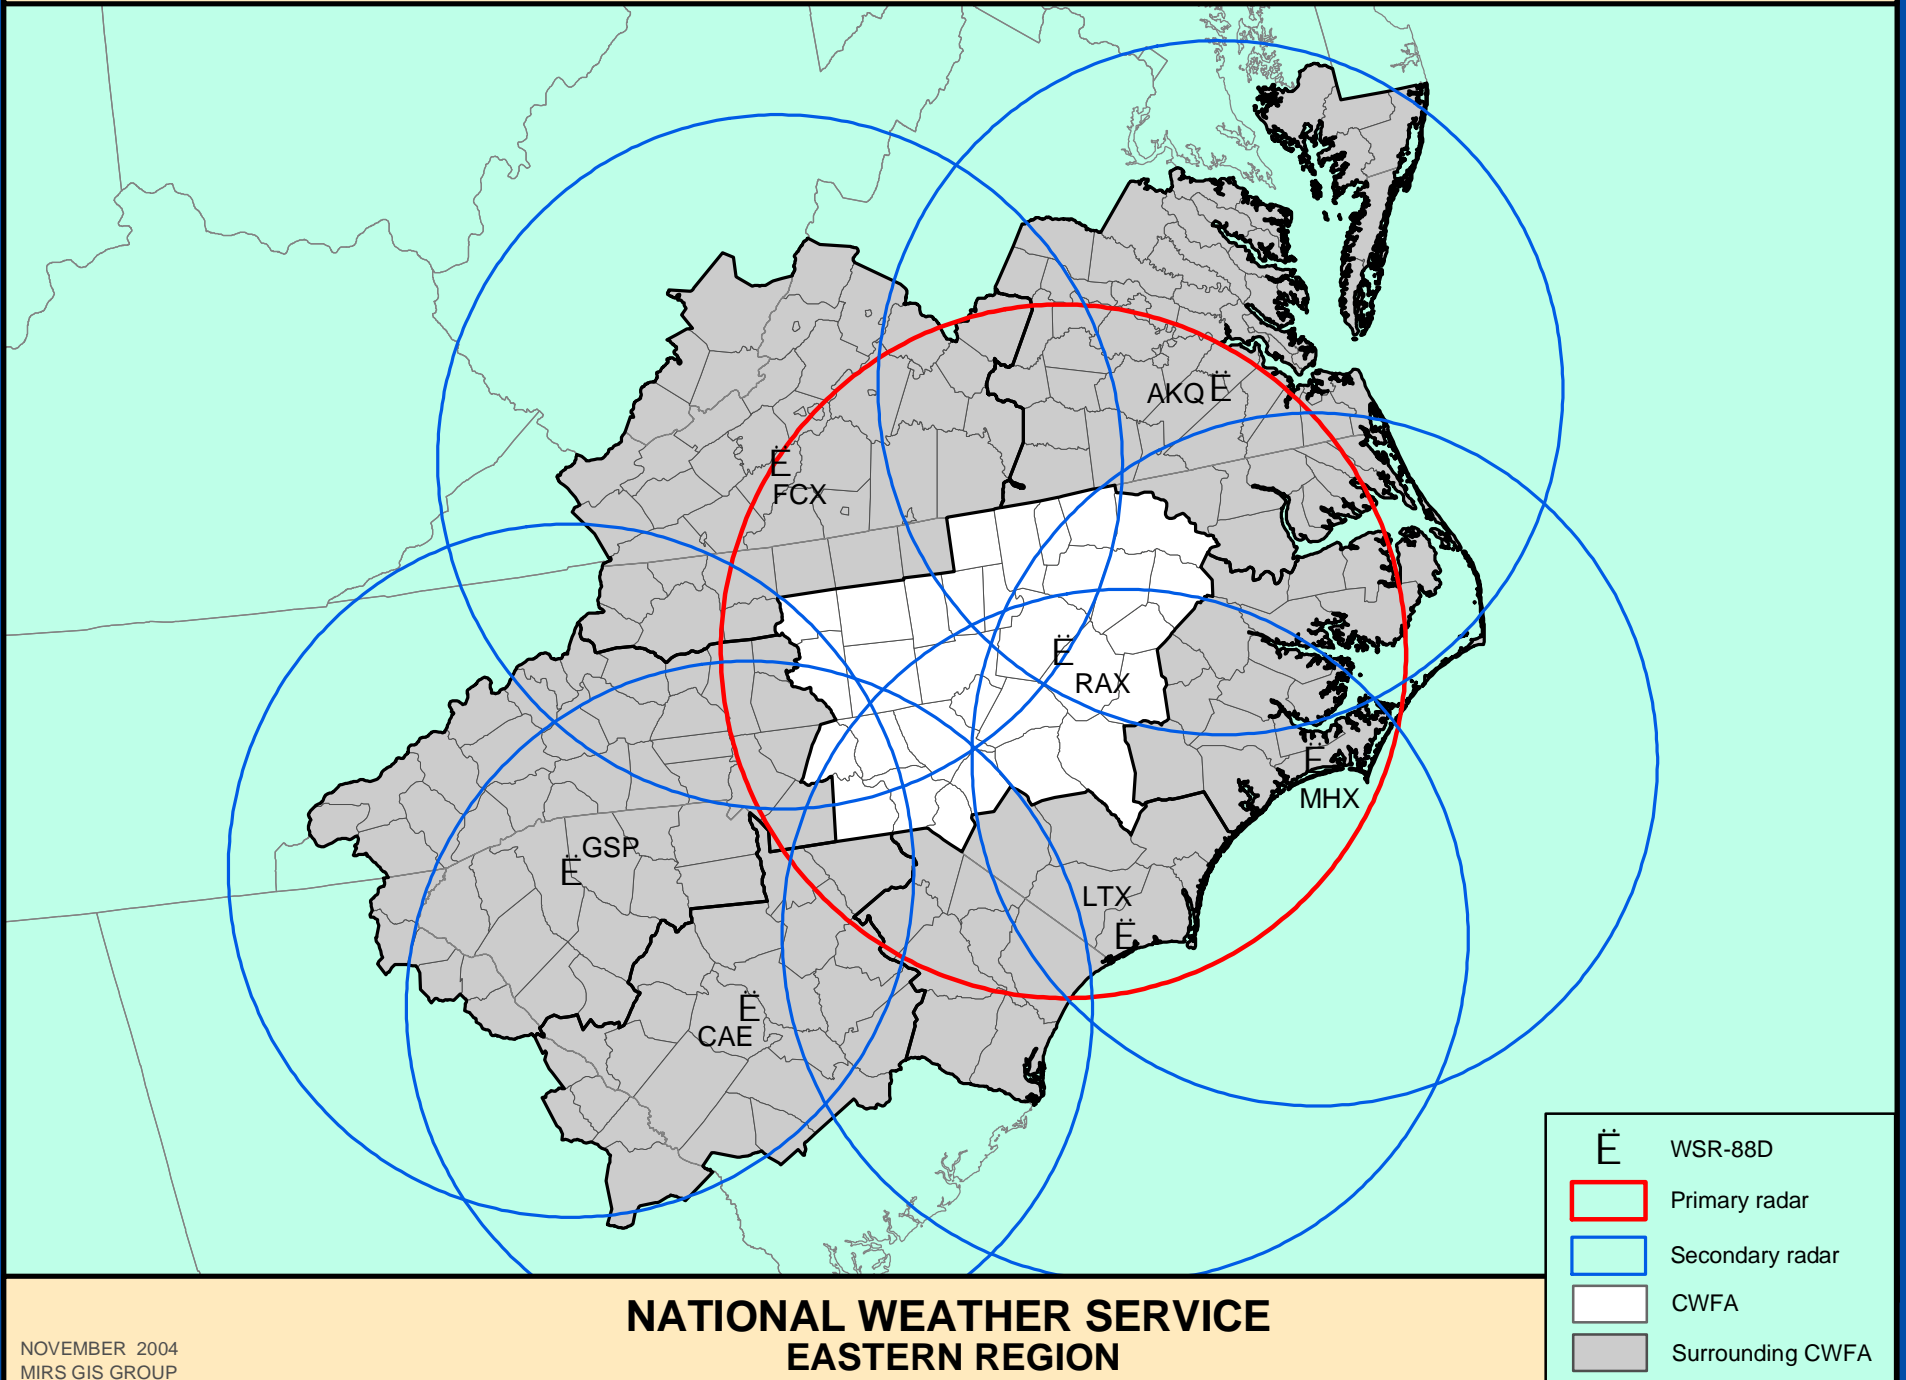 AKQ Ë
Ë
FCX
Ë
RAX
Ë
MHX
GSP
Ë
LTX
Ë
Ë
CAE
Ë WSR-88D
Primary radar
Secondary radar
CWFA
Surrounding CWFA
NATIONAL WEATHER SERVICE
EASTERN REGION
NOVEMBER 2004
MIRS GIS GROUP